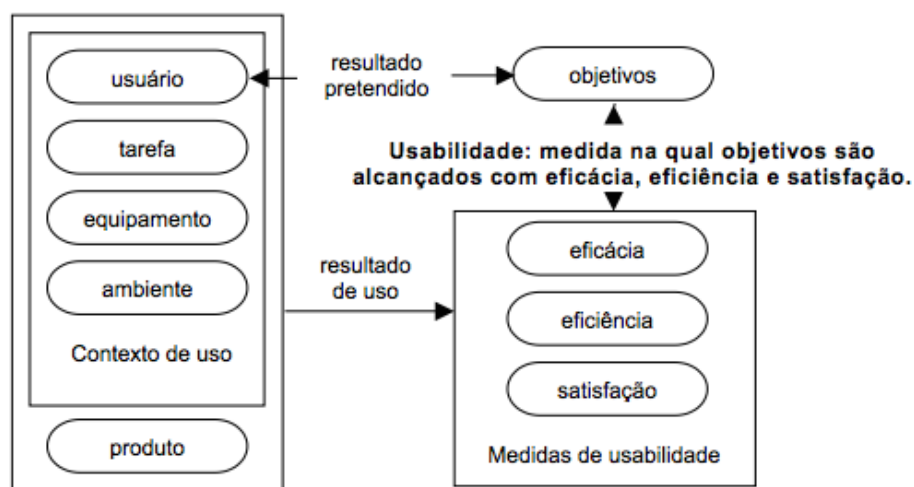 usuário
tarefa
equipamento
ambiente
Contexto de uso
produto
resultado
pretendido
objetivos
Usabilidade: medida na qual objetivos são
alcançados com eficácia, eficiência e satisfação.
resultado
de uso
eficácia
eficiência
satisfação
Medidas de usabilidade